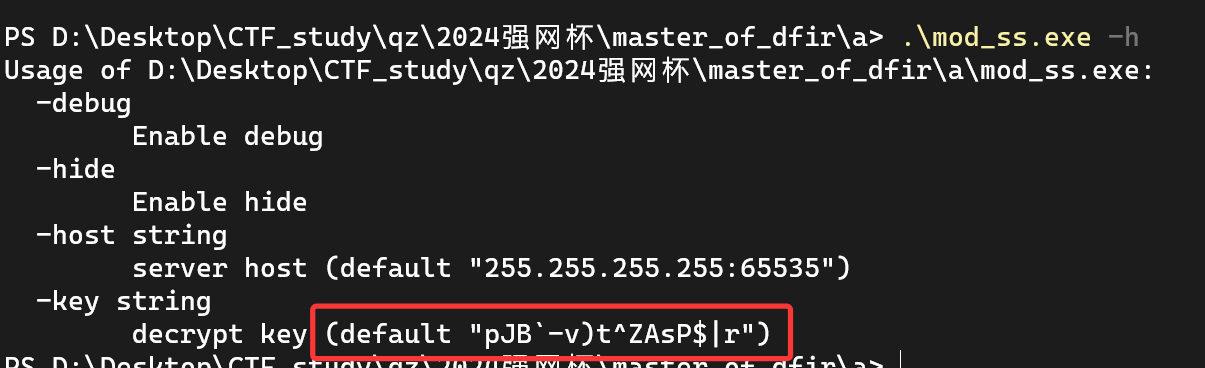 PS D:\Desktop\CTF_study\qz\2024强网杯\master_of_dfir\a> .\mod_ss.exe -h
Usage of D:\Desktop\CTF_study\qz\2024强网杯\master_of_dfir\a\mod_ss.exe:
  -debug
        Enable debug
  -hide
        Enable hide
  -host string
        server host (default "255.255.255.255:65535")
  -key string
        decrypt key (default "pJB`-v)t^ZAsP$|r")
PS D:\Desktop\CTF_study\qz\2024强网杯\master_of_dfir\a>